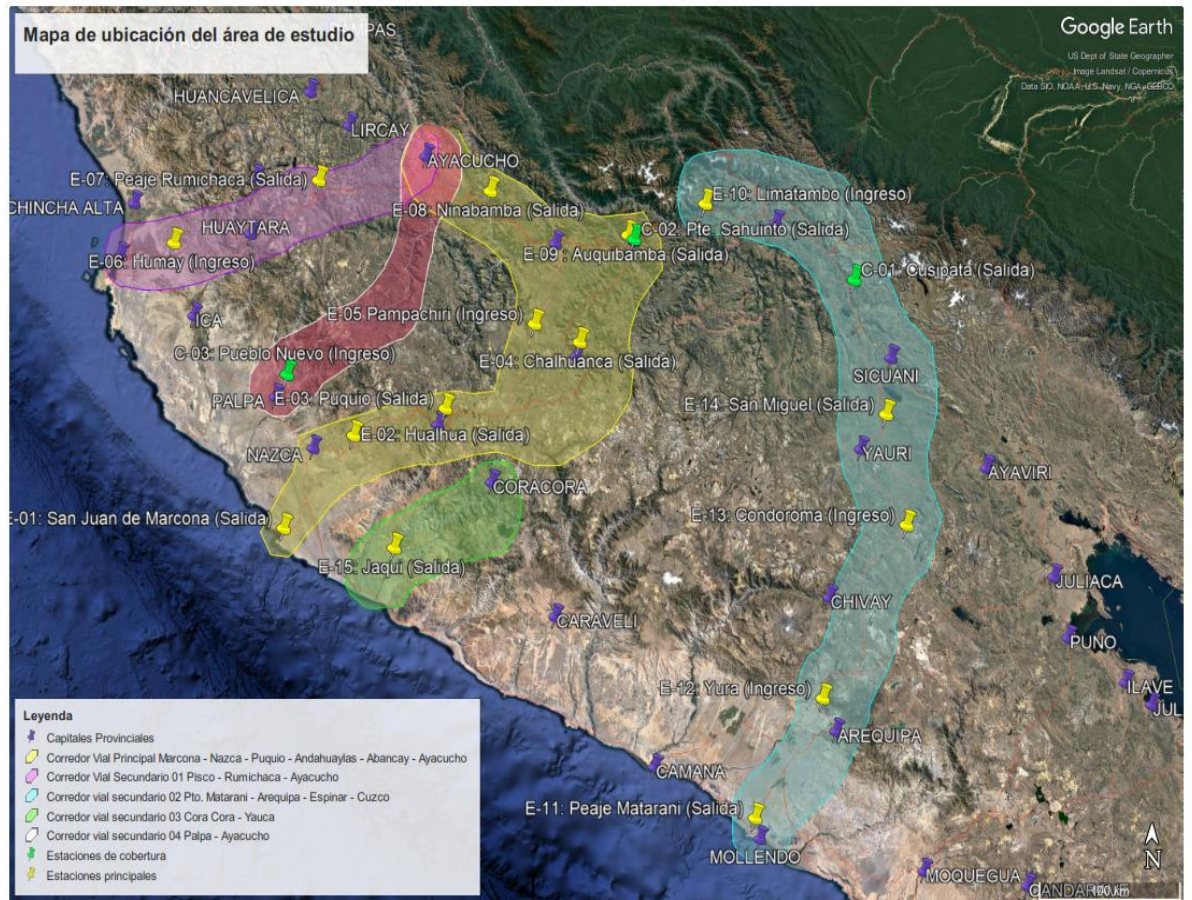 Mapa de ubicación del área de estudio
PAMPAS
Google Earth
US Dept of State Geographer
Image Landsat / Copernicus
Data SIO, NOAA, U.S. Navy, NGA, GEBCO
HUANCAVELICA
LIRCAY
AYACUCHO
E-07: Peaje Rumichaca (Salida)
E-10: Limatambo (Ingreso)
CHINCHA ALTA
E-08: Ninabamba (Salida)
HUAYTARA
C-02: Pte. Sahuinto (Salida)
E-09: Auquibamba (Salida)
E-06: Humay (Ingreso)
C-01: Cusipata (Salida)
ICA
E-05 Pampachiri (Ingreso)
C-03: Pueblo Nuevo (Ingreso)
E-04: Chalhuanca (Salida)
SICUANI
PALPA
E-03: Puquio (Salida)
E-14: San Miguel (Salida)
E-02: Hualhua (Salida)
NAZCA
YAURI
AYAVIRI
CORACORA
E-01: San Juan de Marcona (Salida)
E-13: Condoroma (Ingreso)
E-15: Jaqui (Salida)
JULIACA
CHIVAY
CARAVELI
PUNO
E-12: Yura (Ingreso)
ILAVE
JUL
AREQUIPA
CAMANA
E-11: Peaje Matarani (Salida)
MOLLENDO
MOQUEGUA
100 km
N
Leyenda
Capitales Provinciales
Corredor Vial Principal Marcona - Nazca - Puquio - Andahuaylas - Abancay - Ayacucho
Corredor Vial Secundario 01 Pisco - Rumichaca - Ayacucho
Corredor vial secundario 02 Pto. Matarani - Arequipa - Espinar - Cuzco
Corredor vial secundario 03 Cora Cora - Yauca
Corredor vial secundario 04 Palpa - Ayacucho
Estaciones de cobertura
Estaciones principales